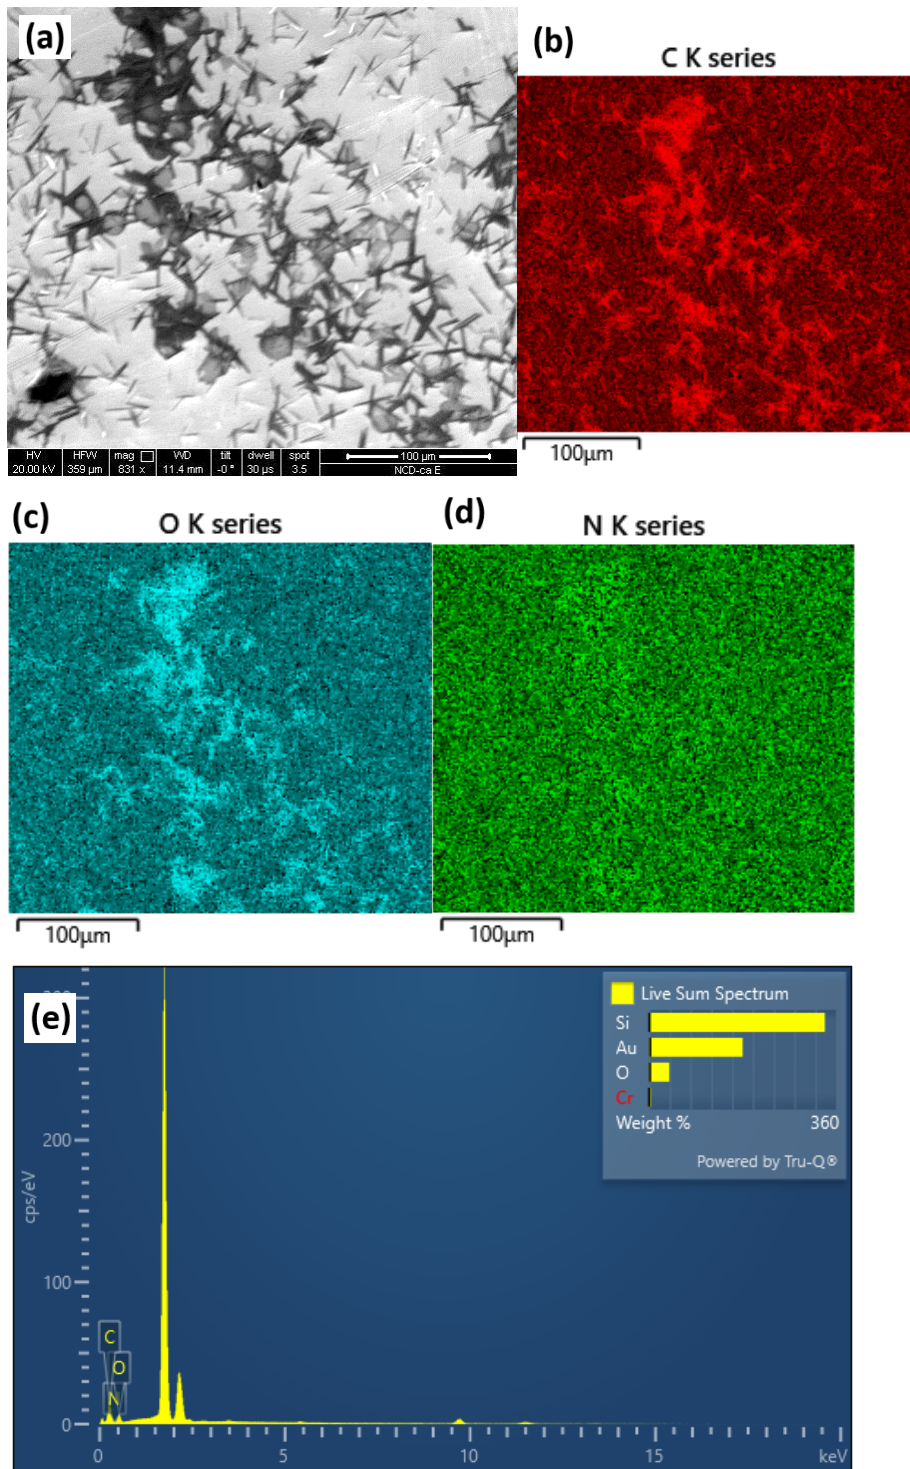 (a)
HV HFW mag WD tilt dwell spot 100 µm
20.00 kV 359 µm 831 x 11.4 mm -0 ° 30 µs 3.5 NCD-ca E
(b)
C K series
100µm
(c)
O K series
100µm
(d)
N K series
100µm
(e)
cps/eV
200
100
0
C
O
N
0 5 10 15 keV
Live Sum Spectrum
Si
Au
O
Cr
Weight % 360
Powered by Tru-Q®